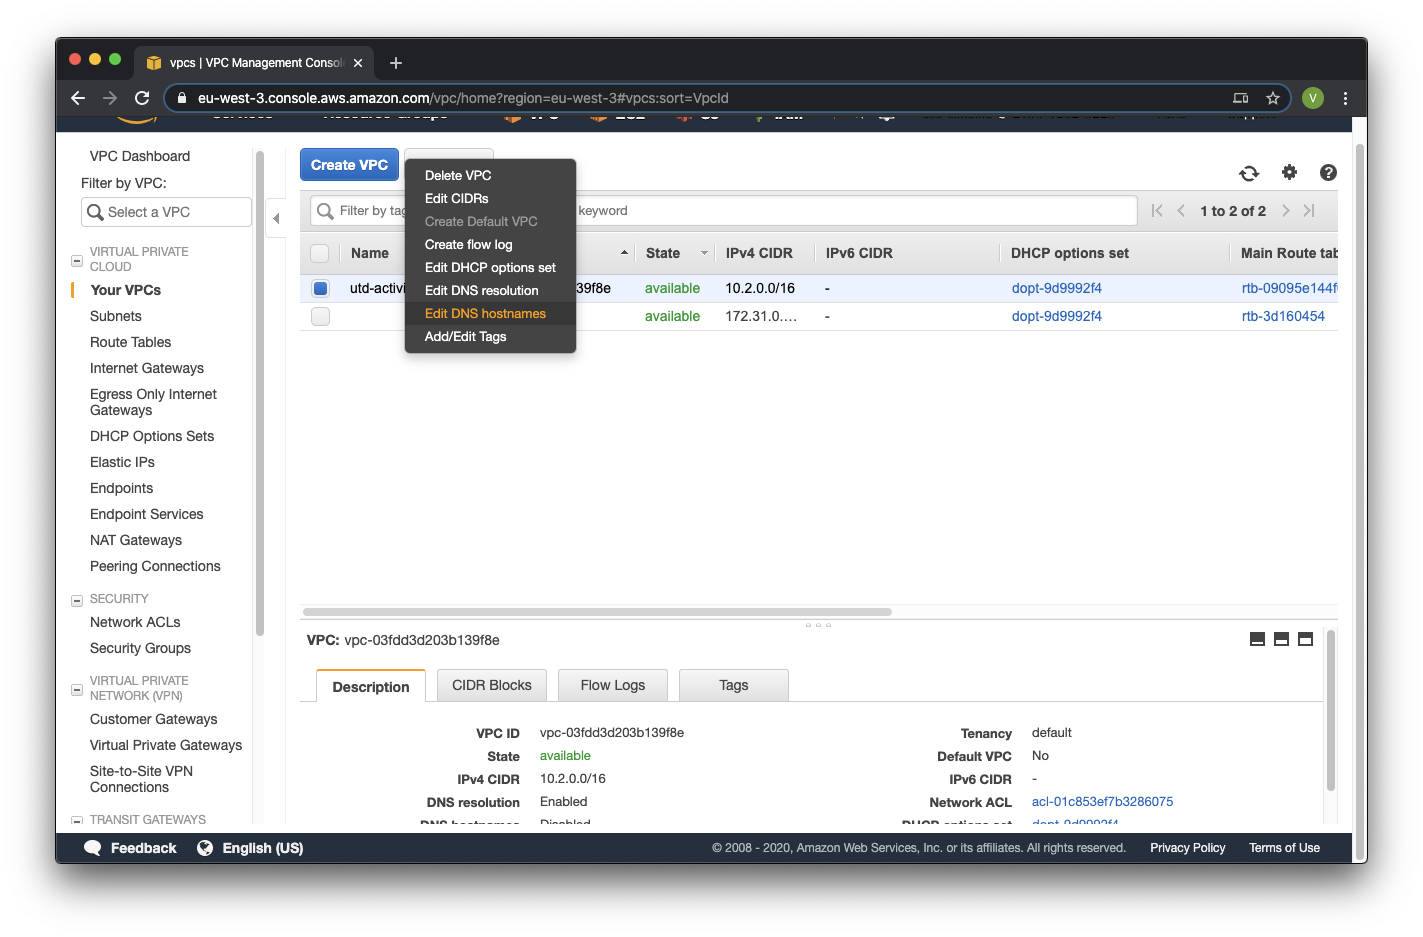 vpcs | VPC Management Consol
eu-west-3.console.aws.amazon.com/vpc/home?region=eu-west-3#vpcs:sort=VpcId
V
VPC Dashboard
Filter by VPC:
Select a VPC
VIRTUAL PRIVATE
CLOUD
Your VPCs
Subnets
Route Tables
Internet Gateways
Egress Only Internet
Gateways
DHCP Options Sets
Elastic IPs
Endpoints
Endpoint Services
NAT Gateways
Peering Connections
SECURITY
Network ACLs
Security Groups
VIRTUAL PRIVATE
NETWORK (VPN)
Customer Gateways
Virtual Private Gateways
Site-to-Site VPN
Connections
TRANSIT GATEWAYS
Create VPC
Delete VPC
Edit CIDRs
Create Default VPC
Create flow log
Edit DHCP options set
Edit DNS resolution
Edit DNS hostnames
Add/Edit Tags
Filter by tag keyword
1 to 2 of 2
Name State IPv4 CIDR IPv6 CIDR DHCP options set Main Route tab
utd-activi 39f8e available 10.2.0.0/16 - dopt-9d9992f4 rtb-09095e144f
available 172.31.0.… - dopt-9d9992f4 rtb-3d160454
VPC: vpc-03fdd3d203b139f8e
Description CIDR Blocks Flow Logs Tags
VPC ID vpc-03fdd3d203b139f8e Tenancy default
State available Default VPC No
IPv4 CIDR 10.2.0.0/16 IPv6 CIDR -
DNS resolution Enabled Network ACL acl-01c853ef7b3286075
DNS hostnames Disabled DHCP options set dopt-9d9992f4
Feedback English (US) © 2008 - 2020, Amazon Web Services, Inc. or its affiliates. All rights reserved. Privacy Policy Terms of Use